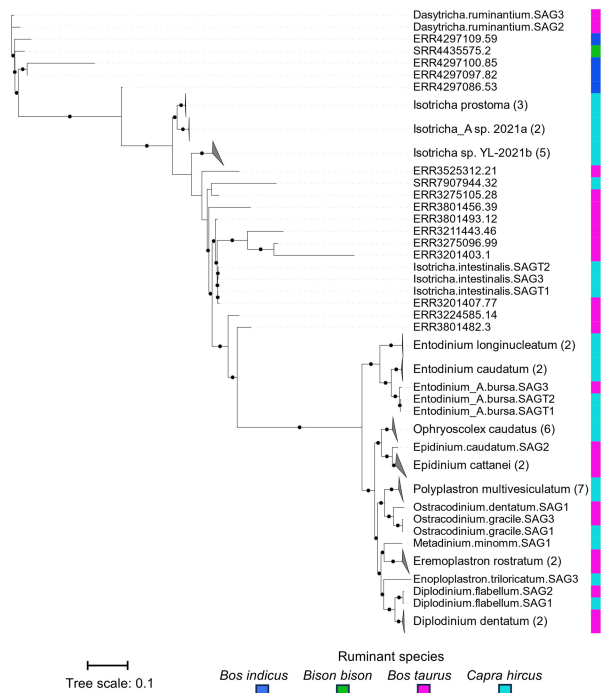 Dasytricha.ruminantium.SAG3
Dasytricha.ruminantium.SAG2
ERR4297109.59
SRR4435575.2
ERR4297100.85
ERR4297097.82
ERR4297086.53
Isotricha prostoma (3)
Isotricha_A sp. 2021a (2)
Isotricha sp. YL-2021b (5)
ERR3525312.21
SRR7907944.32
ERR3275105.28
ERR3801456.39
ERR3801493.12
ERR3211443.46
ERR3275096.99
ERR3201403.1
Isotricha.intestinalis.SAGT2
Isotricha.intestinalis.SAG3
Isotricha.intestinalis.SAGT1
ERR3201407.77
ERR3224585.14
ERR3801482.3
Entodinium longinucleatum (2)
Entodinium caudatum (2)
Entodinium_A.bursa.SAG3
Entodinium_A.bursa.SAGT2
Entodinium_A.bursa.SAGT1
Ophryoscolex caudatus (6)
Epidinium.caudatum.SAG2
Epidinium cattanei (2)
Polyplastron multivesiculatum (7)
Ostracodinium.dentatum.SAG1
Ostracodinium.gracile.SAG3
Ostracodinium.gracile.SAG1
Metadinium.minomm.SAG1
Eremoplastron rostratum (2)
Enoploplastron.triloricatum.SAG3
Diplodinium.flabellum.SAG2
Diplodinium.flabellum.SAG1
Diplodinium dentatum (2)
Ruminant species
Bos indicus Bison bison Bos taurus Capra hircus
Tree scale: 0.1